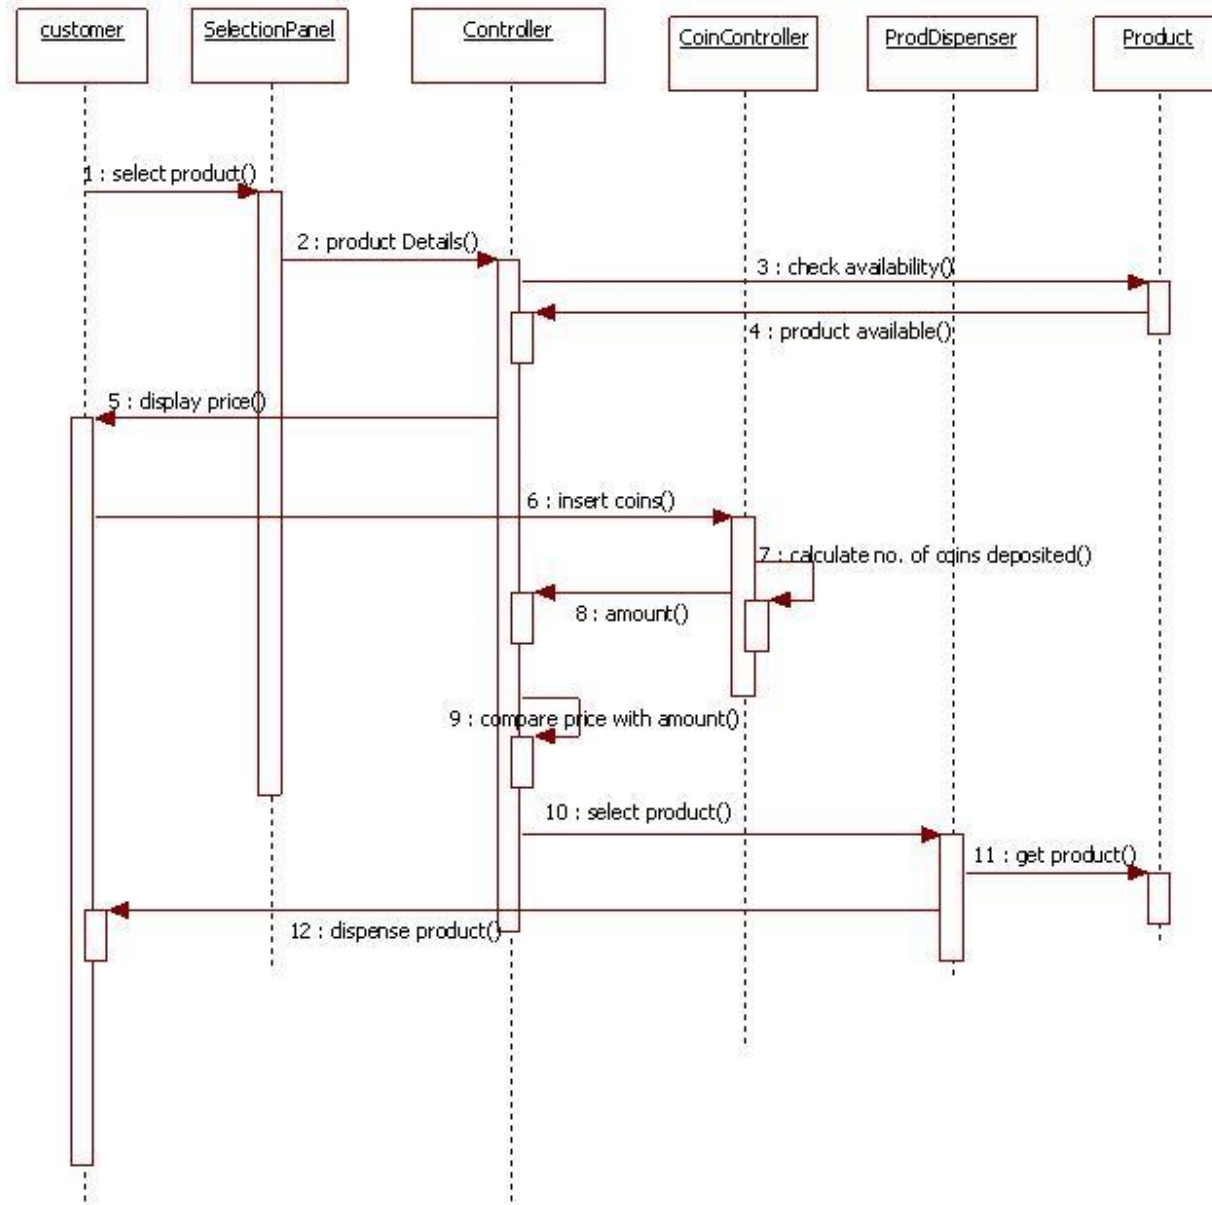 customer
SelectionPanel
Controller
CoinController
ProdDispenser
Product
1 : select product()
2 : product Details()
3 : check availability()
4 : product available()
5 : display price()
6 : insert coins()
7 : calculate no. of coins deposited()
8 : amount()
9 : compare price with amount()
10 : select product()
11 : get product()
12 : dispense product()